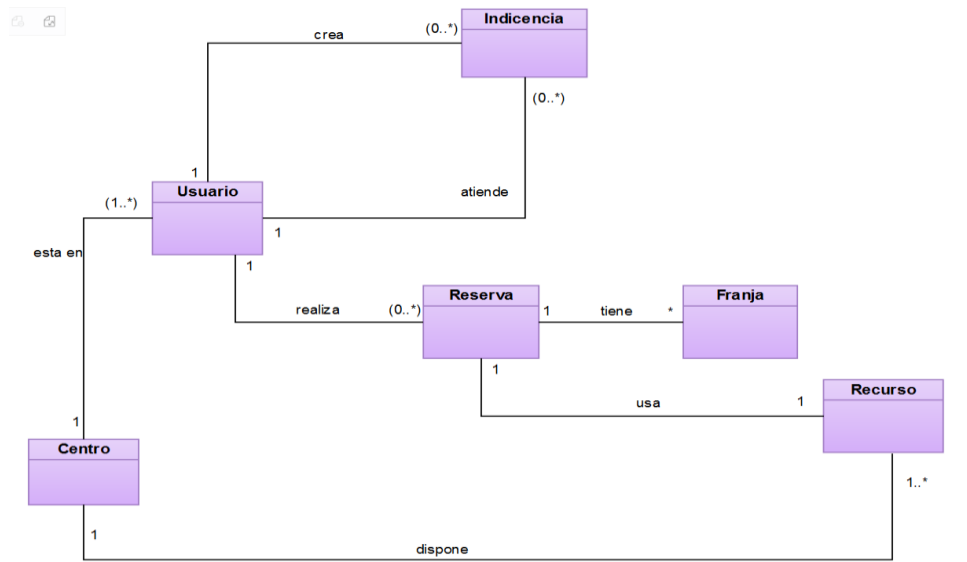 Indicencia
(0..*)
crea
(0..*)
1
Usuario
atiende
(1..*)
1
esta en
1
Reserva
Franja
realiza
(0..*)
1
tiene
*
1
Recurso
usa
1
1
Centro
1..*
1
dispone